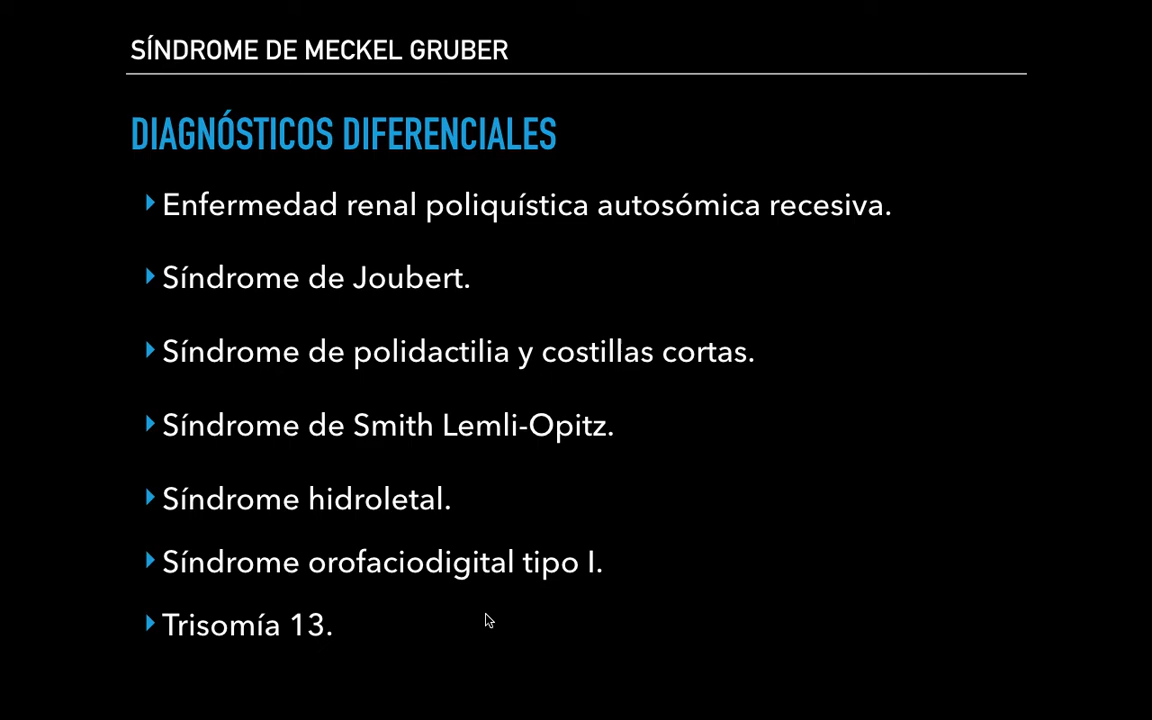 SÍNDROME DE MECKEL GRUBER
DIAGNÓSTICOS DIFERENCIALES
Enfermedad renal poliquística autosómica recesiva.
Síndrome de Joubert.
Síndrome de polidactilia y costillas cortas.
Síndrome de Smith Lemli-Opitz.
Síndrome hidroletal.
Síndrome orofaciodigital tipo I.
Trisomía 13.